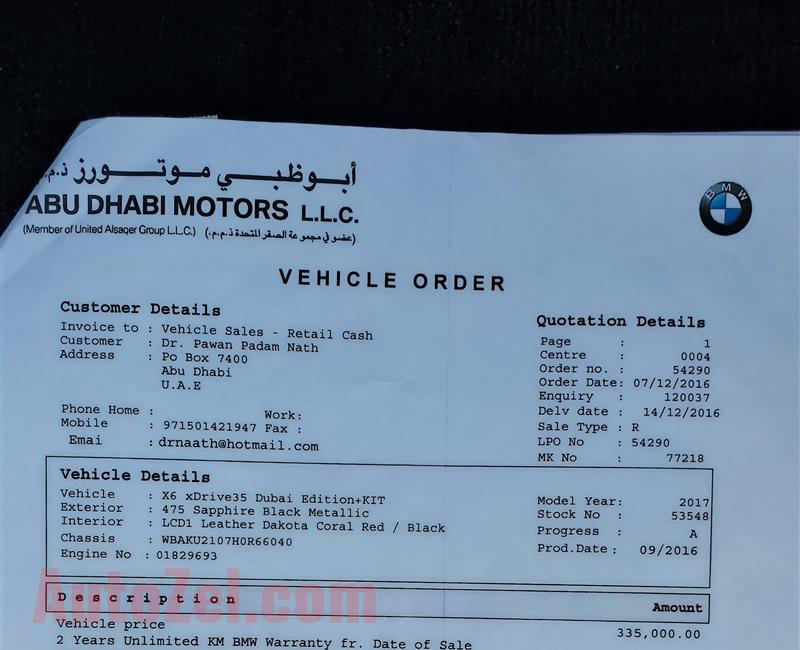 أبـوظبـــي مـوتـــورز ذ.م.م.
ABU DHABI MOTORS L.L.C.
(Member of United Alsaqer Group L.L.C.) (عضو في مجموعة الصقر المتحدة ذ.م.م.)
BMW
VEHICLE ORDER
Customer Details
Invoice to : Vehicle Sales - Retail Cash
Customer : Dr. Pawan Padam Nath
Address : Po Box 7400
Abu Dhabi
U.A.E
Phone Home : Work:
Mobile : 971501421947 Fax :
Emai : drnaath@hotmail.com
Quotation Details
Page : 1
Centre : 0004
Order no. : 54290
Order Date: 07/12/2016
Enquiry : 120037
Delv date : 14/12/2016
Sale Type : R
LPO No : 54290
MK No : 77218
Vehicle Details
Vehicle : X6 xDrive35 Dubai Edition+KIT
Exterior : 475 Sapphire Black Metallic
Interior : LCD1 Leather Dakota Coral Red / Black
Chassis : WBAKU2107H0R66040
Engine No : 01829693
Model Year: 2017
Stock No : 53548
Progress : A
Prod.Date : 09/2016
AutoZel.com
Description Amount
Vehicle price 335,000.00
2 Years Unlimited KM BMW Warranty fr. Date of Sale